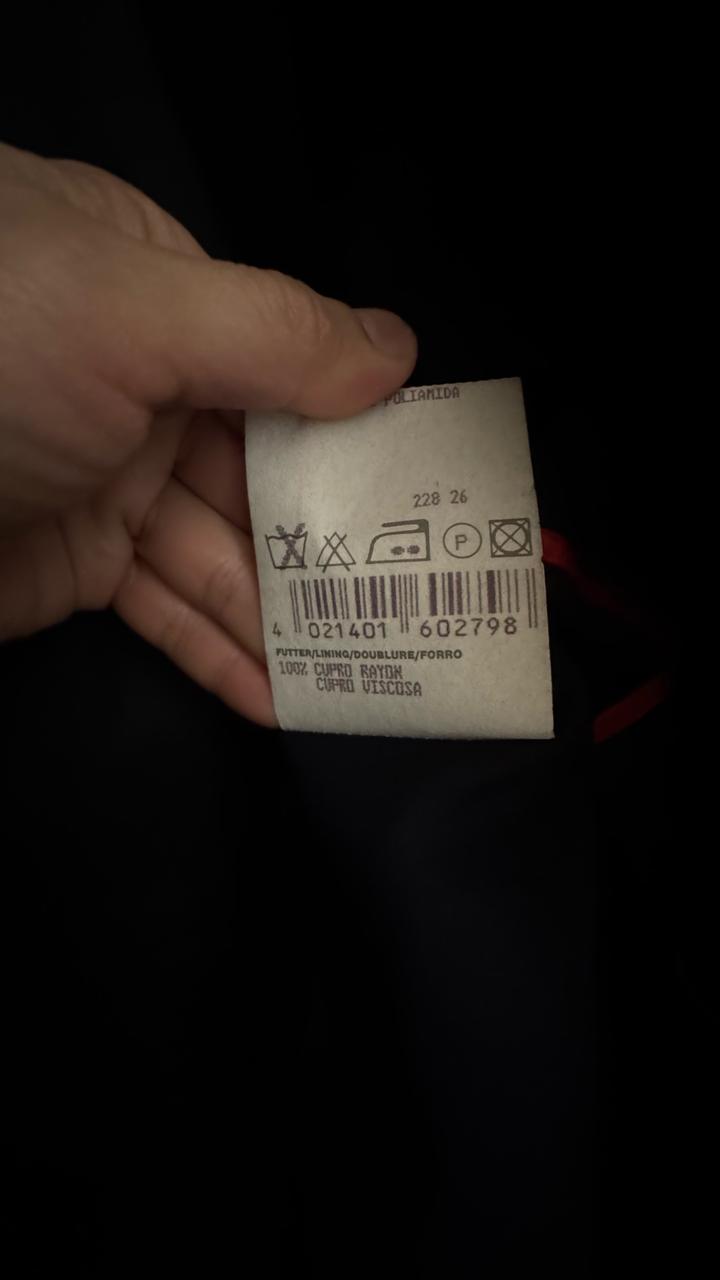 POLIAMIDA
228 26
P
4 021401 602798
FUTTER/LINING/DOUBLURE/FORRO
100% CUPRO RAYON
CUPRO VISCOSA